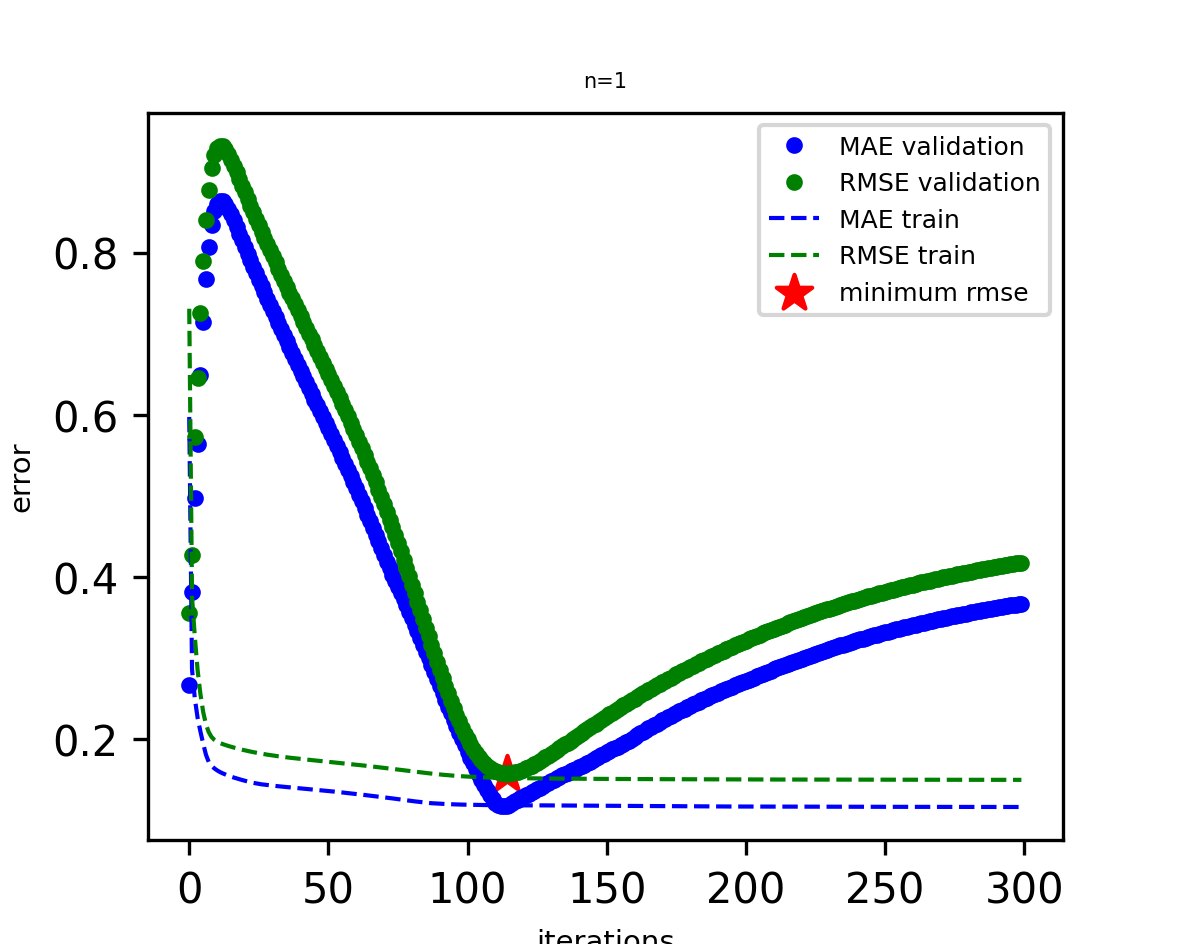 n=1
MAE validation
RMSE validation
MAE train
RMSE train
minimum rmse
0.8
0.6
0.4
0.2
error
0 50 100 150 200 250 300
iterations